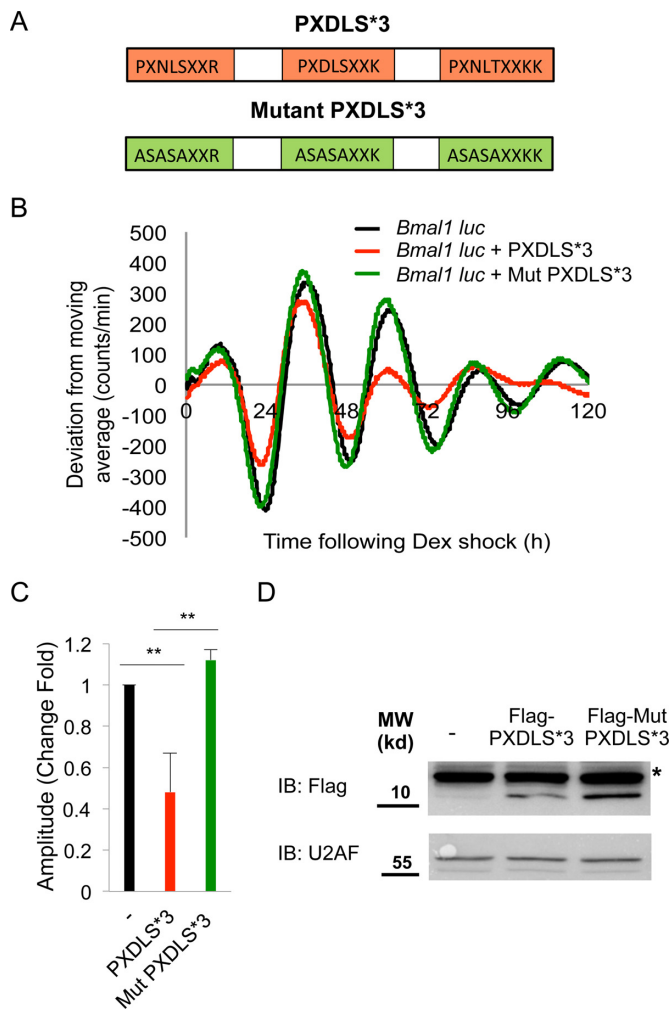 A
PXDLS*3
PXNLSXXR PXDLSXXK PXNLTXXKK
Mutant PXDLS*3
ASASAXXR ASASAXXK ASASAXXKK
B
Bmal1 luc
Bmal1 luc + PXDLS*3
Bmal1 luc + Mut PXDLS*3
Deviation from moving
average (counts/min)
500
400
300
200
100
0
-100
-200
-300
-400
-500
0 24 48 72 96 120
Time following Dex shock (h)
C
Amplitude (Change Fold)
1.2
1
0.8
0.6
0.4
0.2
0
**
**
-
PXDLS*3
Mut PXDLS*3
D
MW
(kd)
-
Flag-
PXDLS*3
Flag-Mut
PXDLS*3
IB: Flag
10
*
IB: U2AF
55